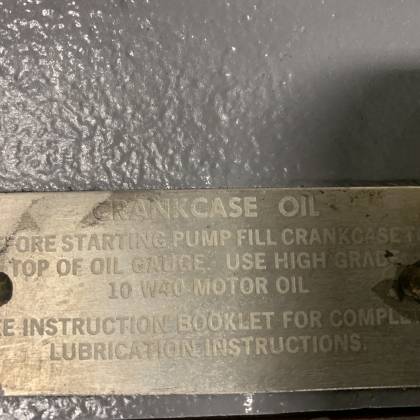 CRANKCASE OIL
FORE STARTING PUMP FILL CRANKCASE T
TOP OF OIL GAUGE. USE HIGH GRAD
10 W40 MOTOR OIL
EE INSTRUCTION BOOKLET FOR COMPLE
LUBRICATION INSTRUCTIONS.